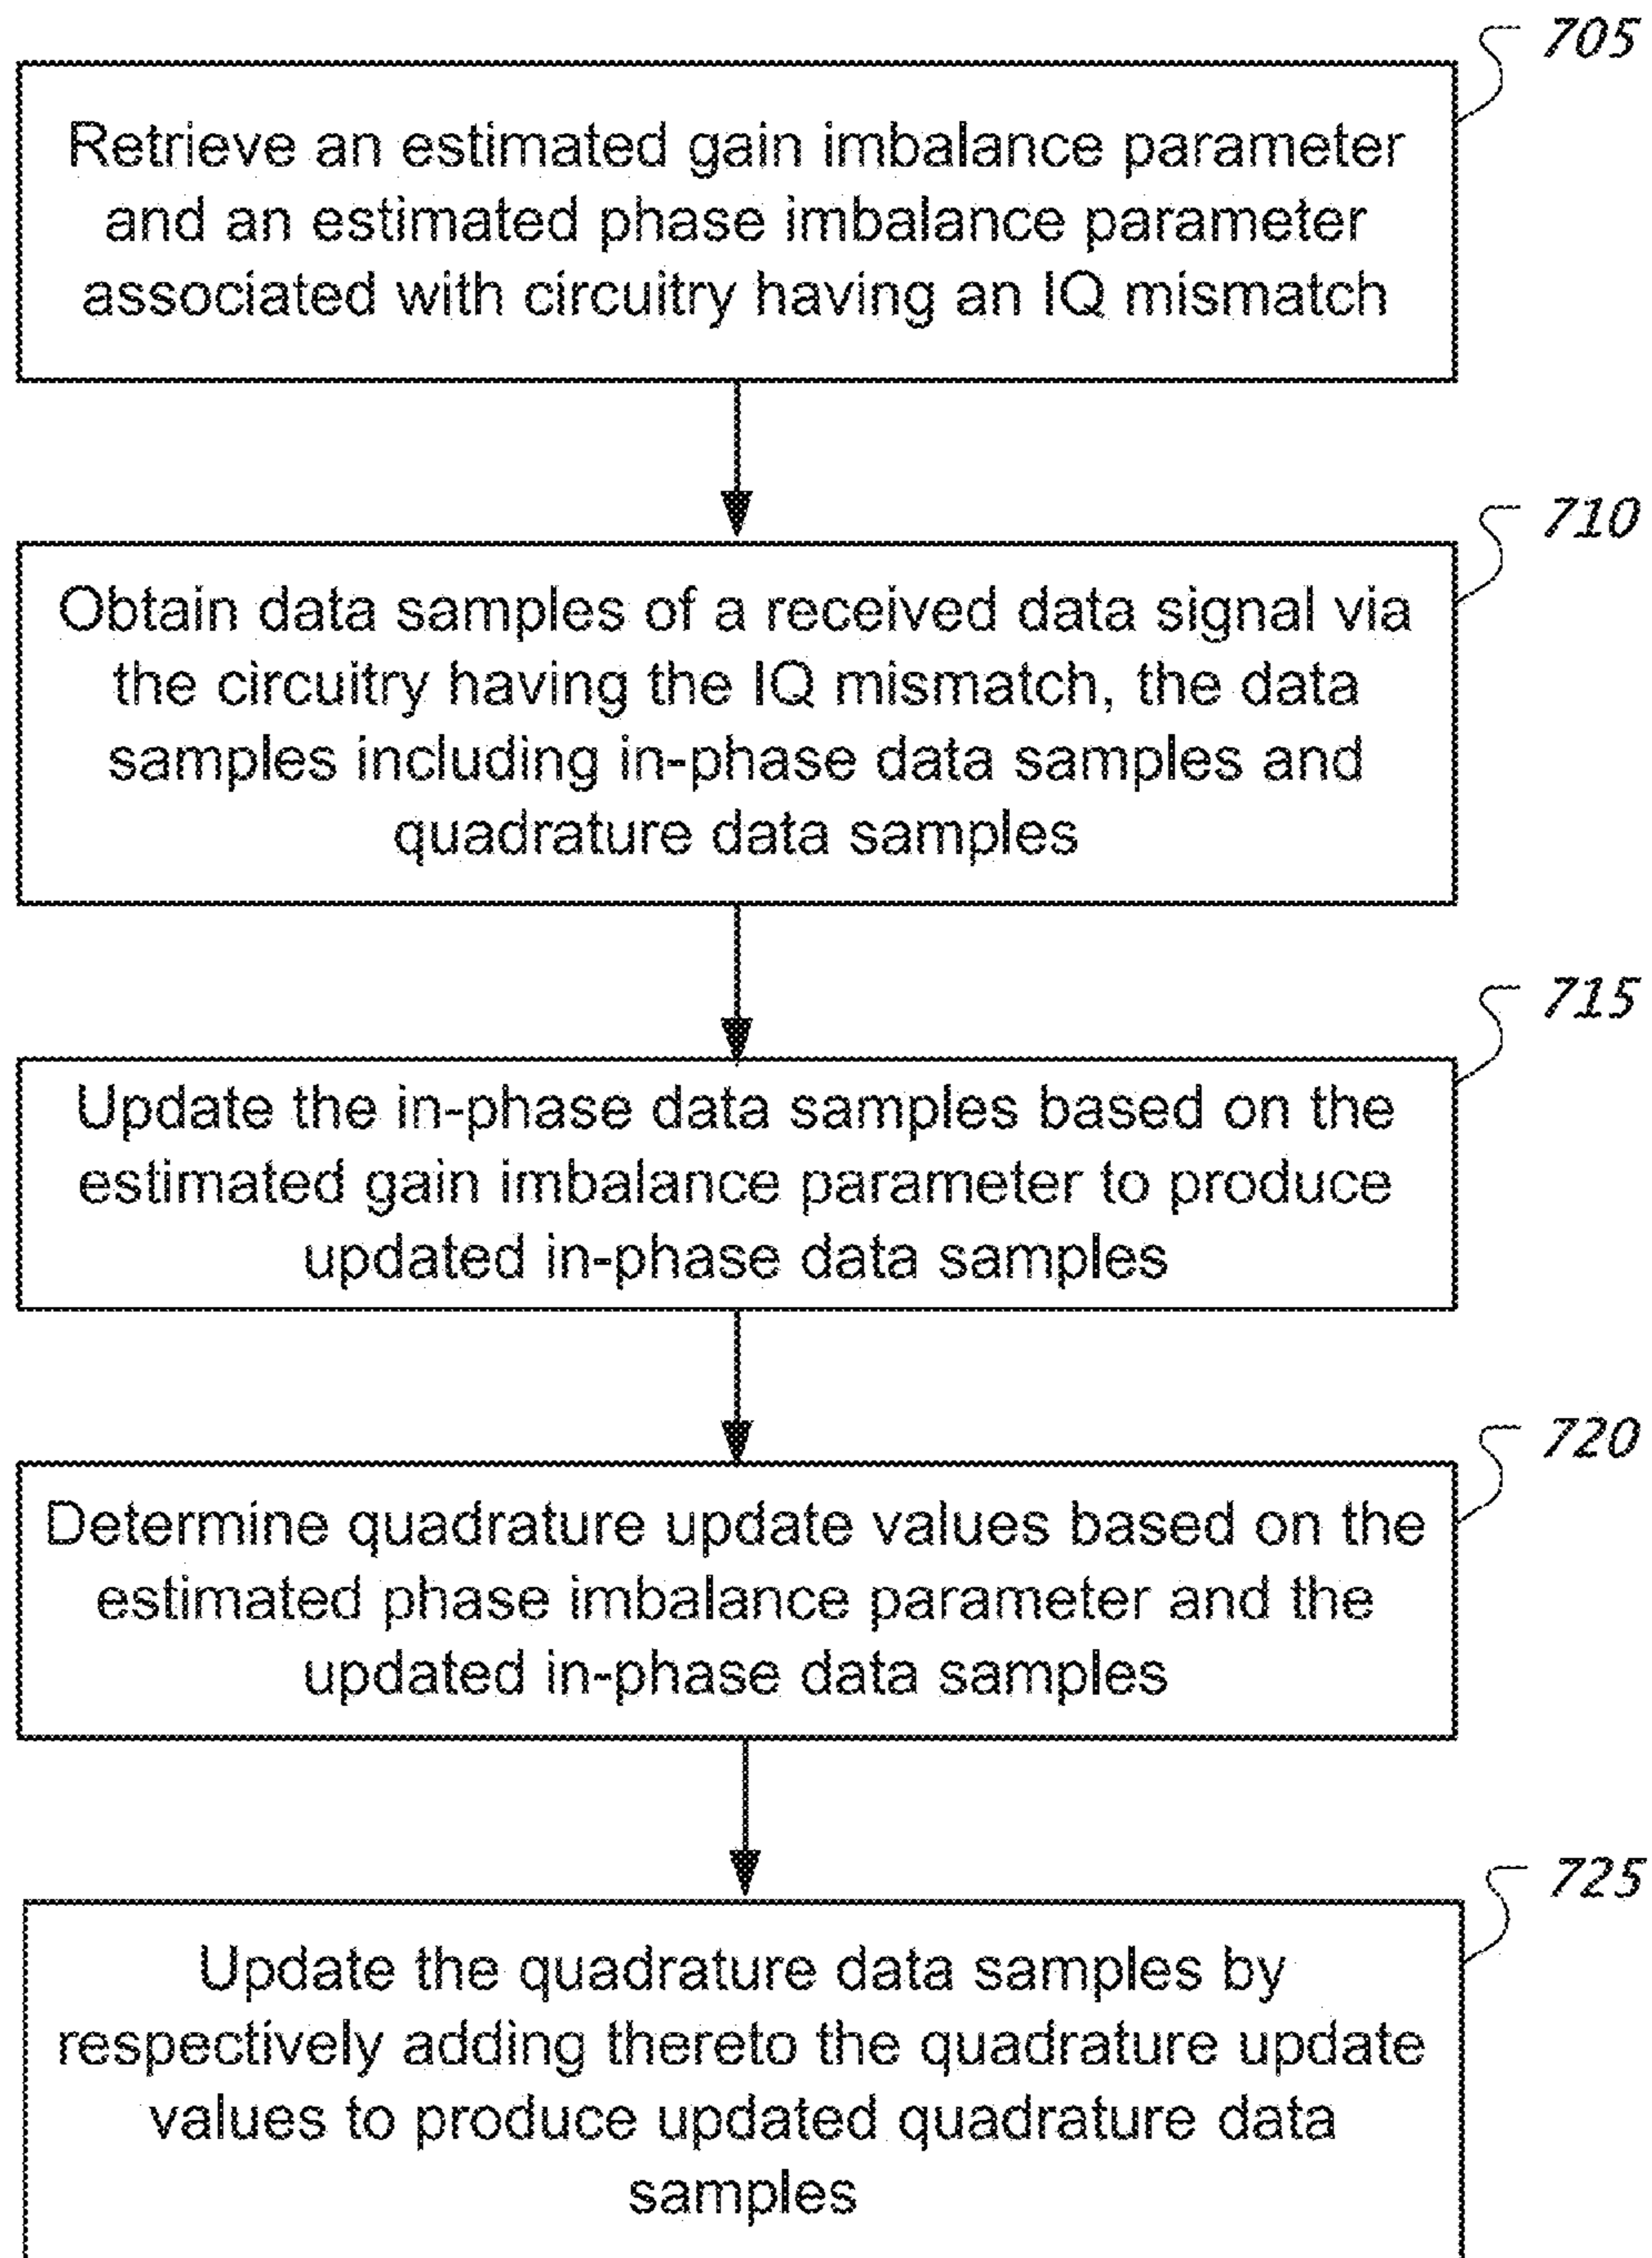 705
Retrieve an estimated gain imbalance parameter
and an estimated phase imbalance parameter
associated with circuitry having an IQ mismatch
710
Obtain data samples of a received data signal via
the circuitry having the IQ mismatch, the data
samples including in-phase data samples and
quadrature data samples
715
Update the in-phase data samples based on the
estimated gain imbalance parameter to produce
updated in-phase data samples
720
Determine quadrature update values based on the
estimated phase imbalance parameter and the
updated in-phase data samples
725
Update the quadrature data samples by
respectively adding thereto the quadrature update
values to produce updated quadrature data
samples